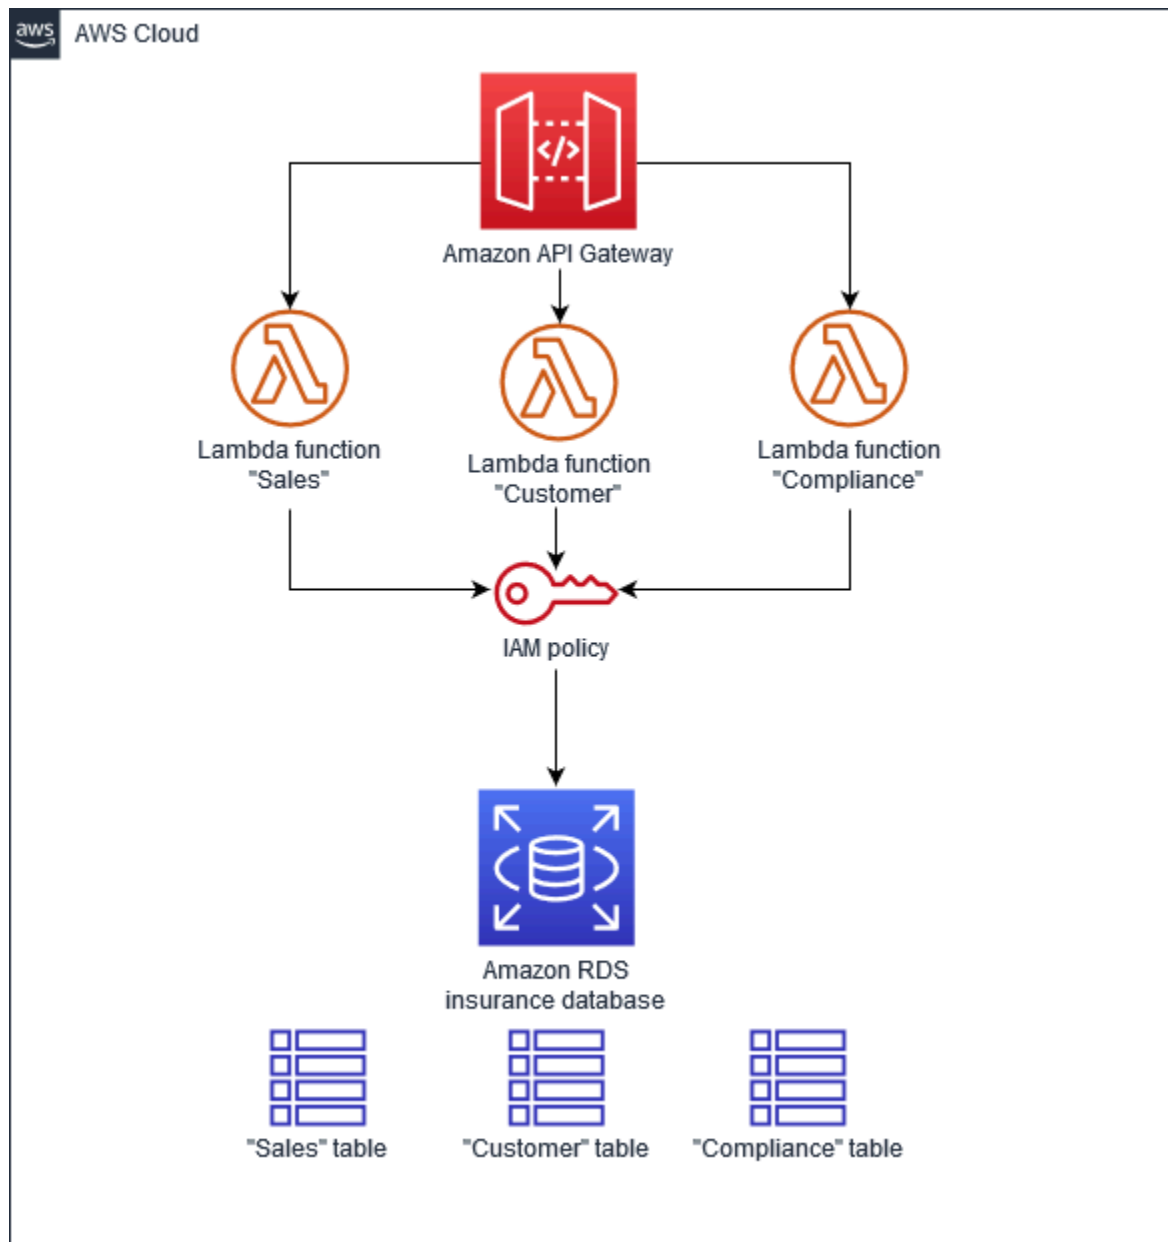 aws
AWS Cloud
</>
Amazon API Gateway
Lambda function
"Sales"
Lambda function
"Customer"
Lambda function
"Compliance"
IAM policy
Amazon RDS
insurance database
"Sales" table
"Customer" table
"Compliance" table